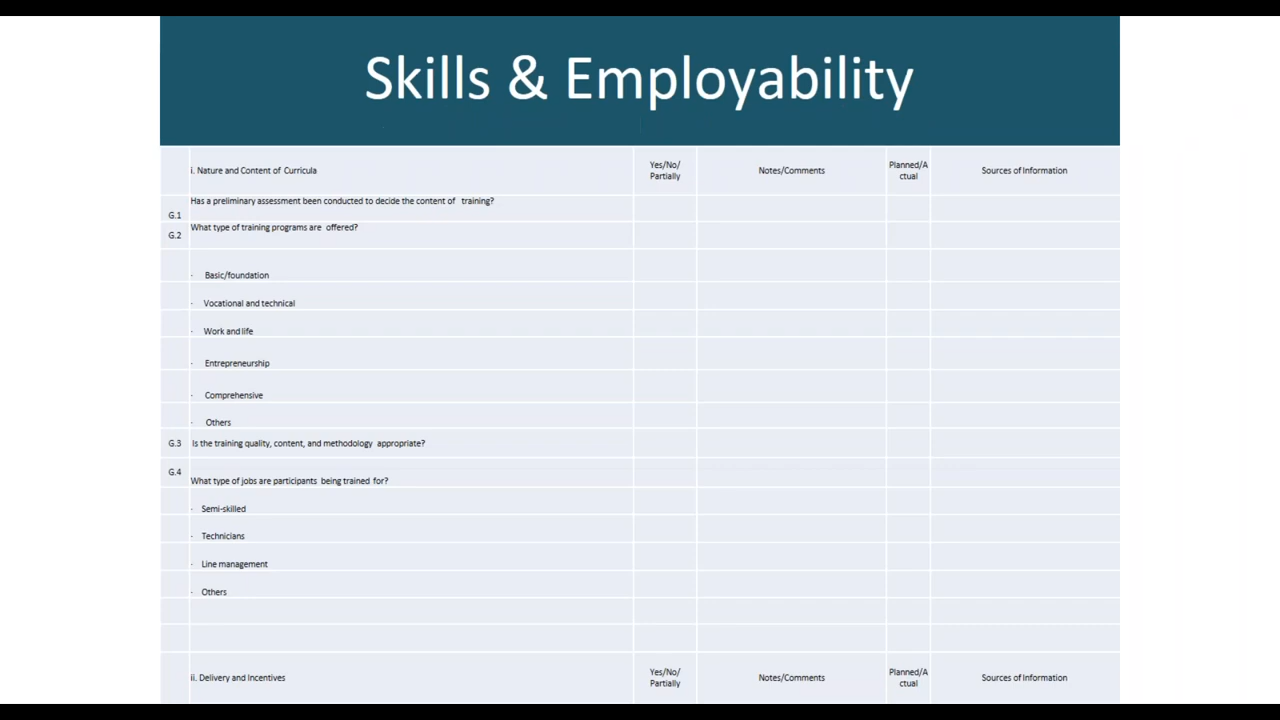 Skills & Employability
i. Nature and Content of Curricula
Yes/No/
Partially
Notes/Comments
Planned/A
ctual
Sources of Information
G.1
Has a preliminary assessment been conducted to decide the content of training?
G.2
What type of training programs are offered?
· Basic/foundation
· Vocational and technical
· Work and life
· Entrepreneurship
· Comprehensive
· Others
G.3 Is the training quality, content, and methodology appropriate?
G.4
What type of jobs are participants being trained for?
· Semi-skilled
· Technicians
· Line management
· Others
ii. Delivery and Incentives
Yes/No/
Partially
Notes/Comments
Planned/A
ctual
Sources of Information